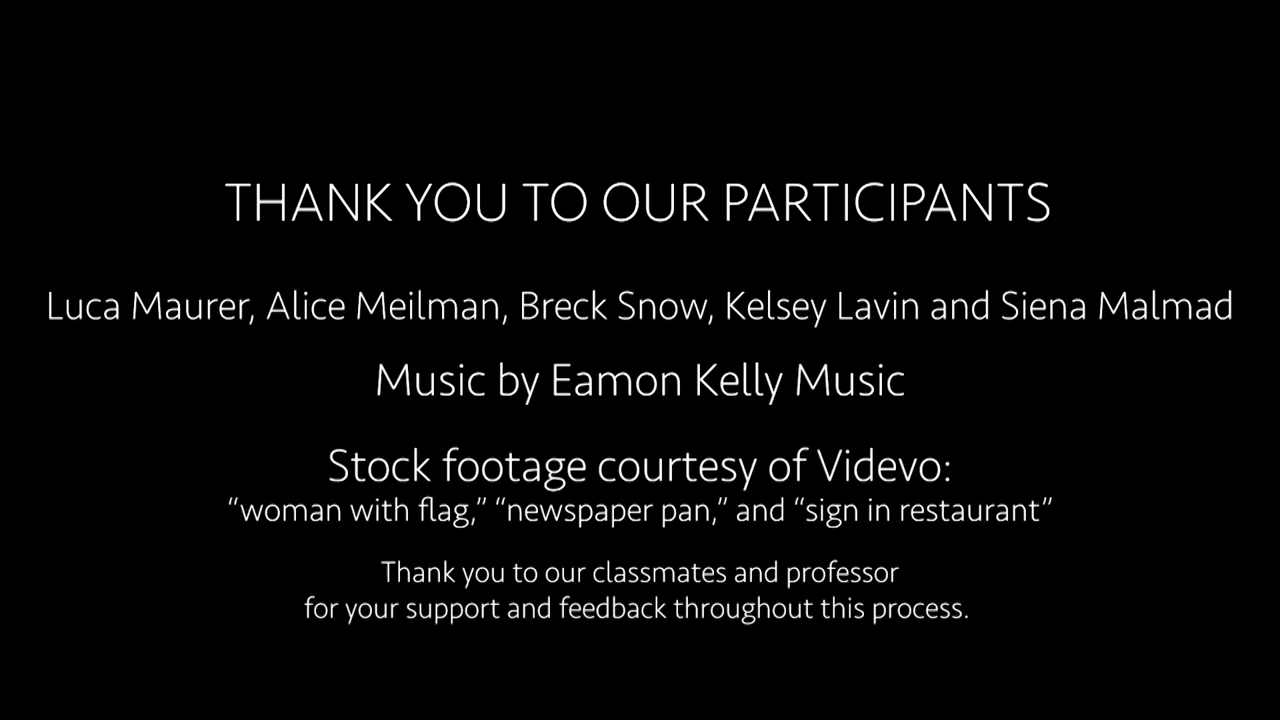 THANK YOU TO OUR PARTICIPANTS
Luca Maurer, Alice Meilman, Breck Snow, Kelsey Lavin and Siena Malmad
Music by Eamon Kelly Music
Stock footage courtesy of Videvo:
“woman with flag,” “newspaper pan,” and “sign in restaurant”
Thank you to our classmates and professor
for your support and feedback throughout this process.